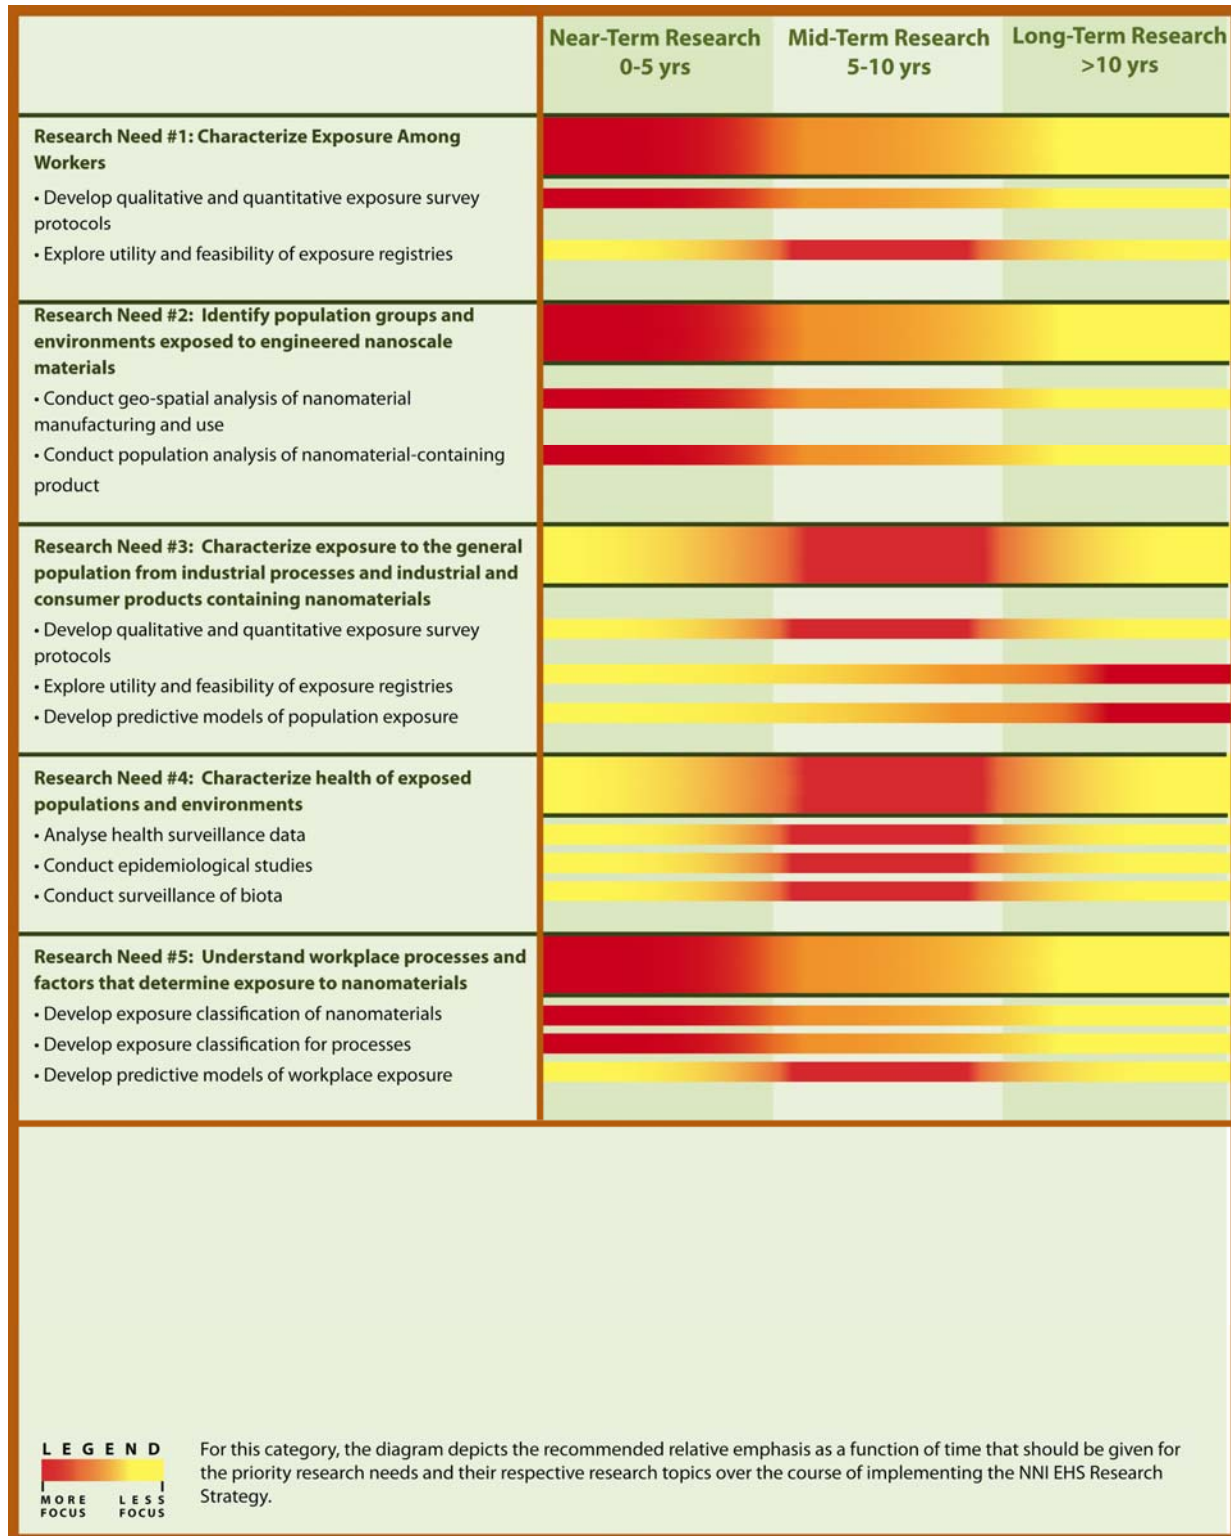 Near-Term Research
0-5 yrs
Mid-Term Research
5-10 yrs
Long-Term Research
>10 yrs
Research Need #1: Characterize Exposure Among
Workers
• Develop qualitative and quantitative exposure survey
protocols
• Explore utility and feasibility of exposure registries
Research Need #2: Identify population groups and
environments exposed to engineered nanoscale
materials
• Conduct geo-spatial analysis of nanomaterial
manufacturing and use
• Conduct population analysis of nanomaterial-containing
product
Research Need #3: Characterize exposure to the general
population from industrial processes and industrial and
consumer products containing nanomaterials
• Develop qualitative and quantitative exposure survey
protocols
• Explore utility and feasibility of exposure registries
• Develop predictive models of population exposure
Research Need #4: Characterize health of exposed
populations and environments
• Analyse health surveillance data
• Conduct epidemiological studies
• Conduct surveillance of biota
Research Need #5: Understand workplace processes and
factors that determine exposure to nanomaterials
• Develop exposure classification of nanomaterials
• Develop exposure classification for processes
• Develop predictive models of workplace exposure
LEGEND
MORE FOCUS
LESS FOCUS
For this category, the diagram depicts the recommended relative emphasis as a function of time that should be given for
the priority research needs and their respective research topics over the course of implementing the NNI EHS Research
Strategy.